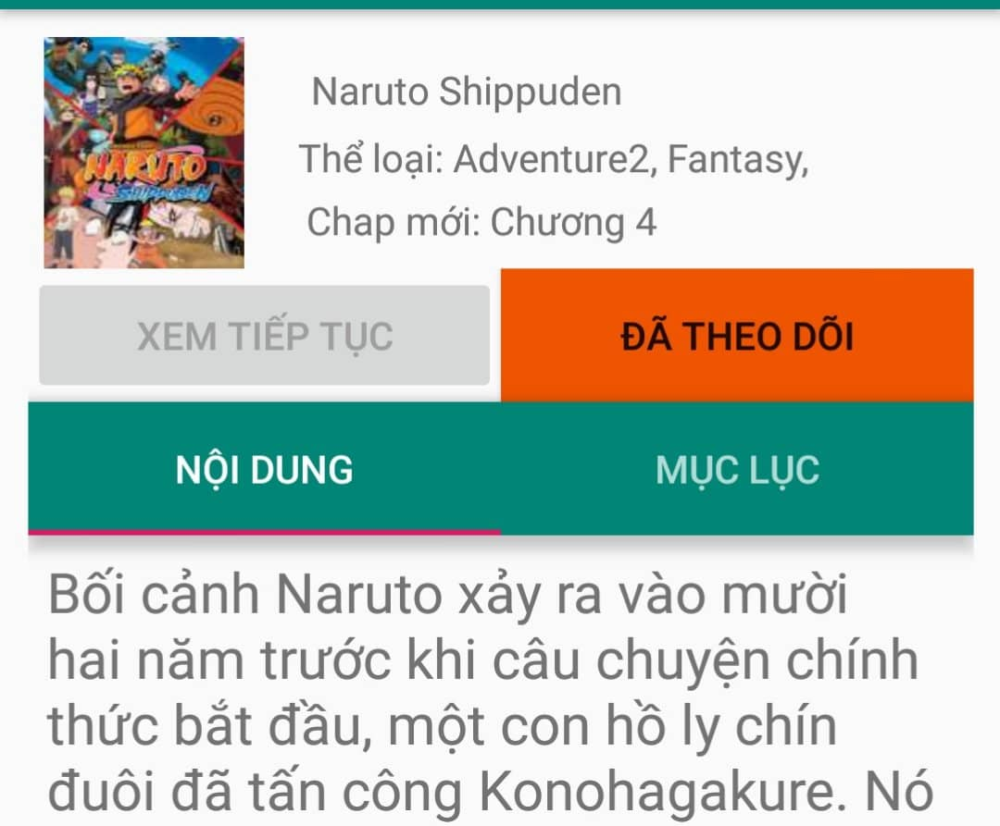 NARUTO
SHIPPUDEN
Naruto Shippuden
Thể loại: Adventure2, Fantasy,
Chap mới: Chương 4
XEM TIẾP TỤC
ĐÃ THEO DÕI
NỘI DUNG
MỤC LỤC
Bối cảnh Naruto xảy ra vào mười
hai năm trước khi câu chuyện chính
thức bắt đầu, một con hồ ly chín
đuôi đã tấn công Konohagakure. Nó